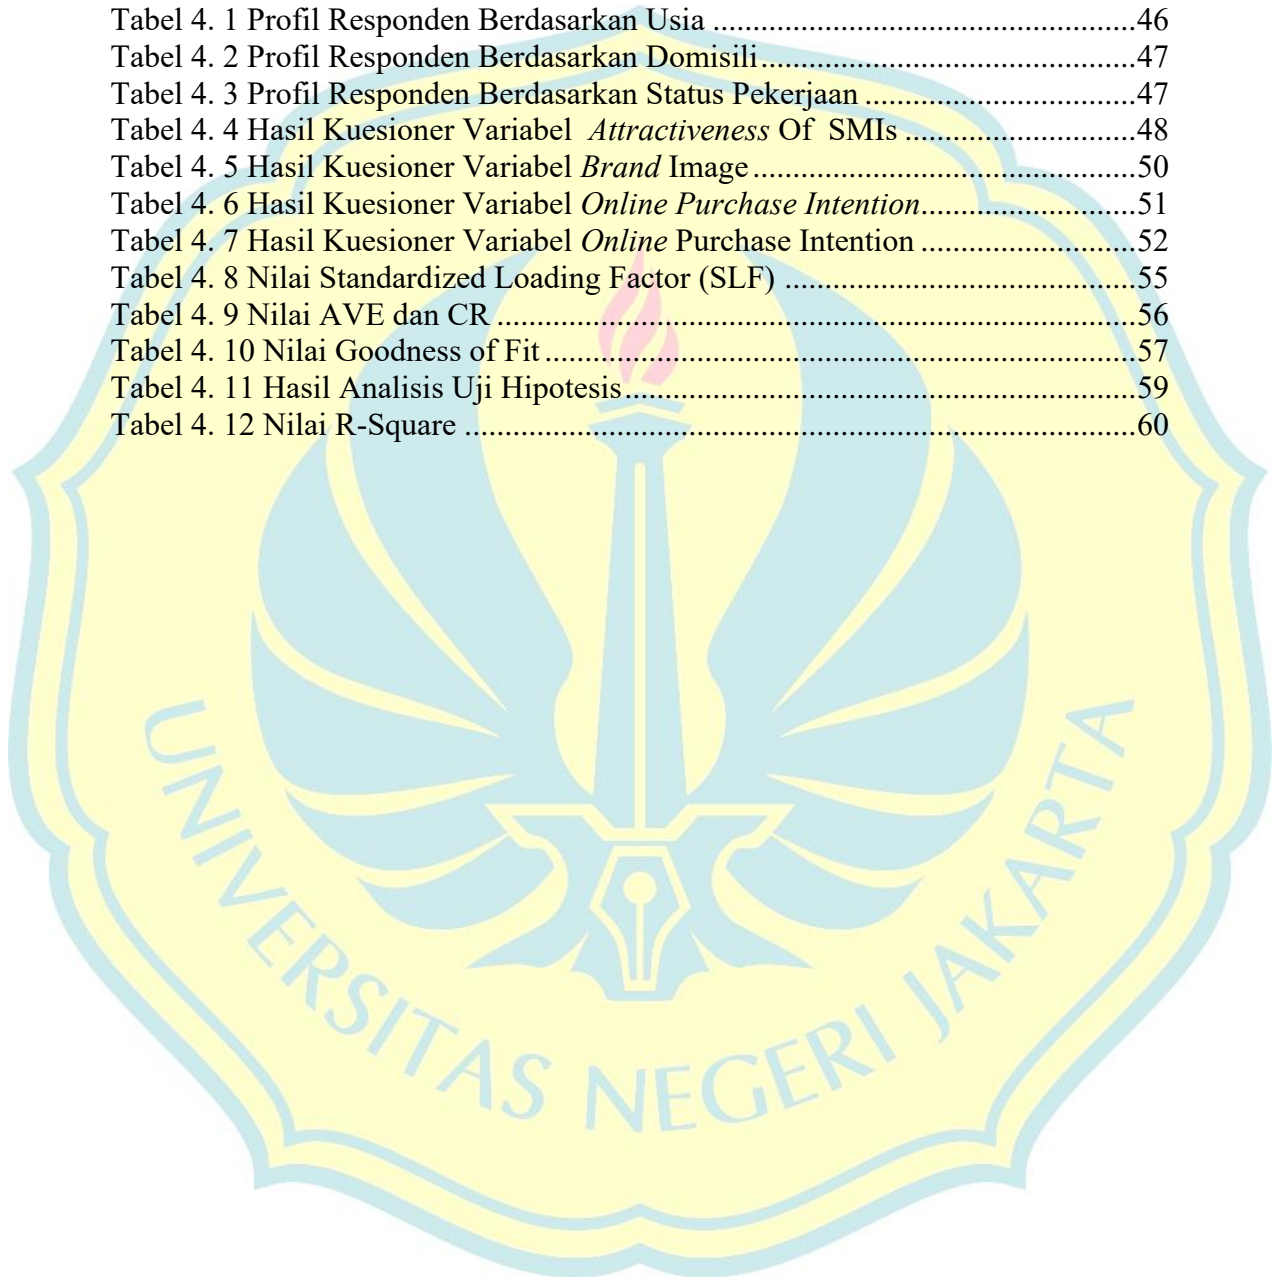 Tabel 4. 1 Profil Responden Berdasarkan Usia ......................................................46
Tabel 4. 2 Profil Responden Berdasarkan Domisili................................................47
Tabel 4. 3 Profil Responden Berdasarkan Status Pekerjaan ...................................47
Tabel 4. 4 Hasil Kuesioner Variabel Attractiveness Of SMIs ..............................48
Tabel 4. 5 Hasil Kuesioner Variabel Brand Image.................................................50
Tabel 4. 6 Hasil Kuesioner Variabel Online Purchase Intention............................51
Tabel 4. 7 Hasil Kuesioner Variabel Online Purchase Intention ............................52
Tabel 4. 8 Nilai Standardized Loading Factor (SLF) .............................................55
Tabel 4. 9 Nilai AVE dan CR .................................................................................56
Tabel 4. 10 Nilai Goodness of Fit ...........................................................................57
Tabel 4. 11 Hasil Analisis Uji Hipotesis.................................................................59
Tabel 4. 12 Nilai R-Square .....................................................................................60
UNIVERSITAS NEGERI JAKARTA